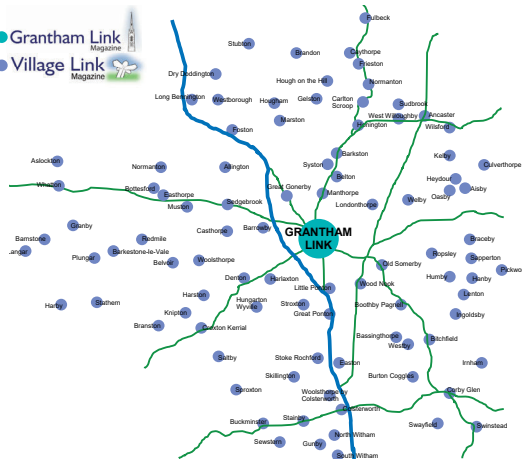 Grantham Link
Magazine
Village Link
Magazine
Fulbeck
Stubton
Brandon
Caythorpe
Frieston
Dry Doddington
Hough on the Hill
Normanton
Long Bennington
Westborough
Hougham
Gelston
Carlton
Scroop
Sudbrook
Marston
West Willoughby
Ancaster
Foston
Honington
Wilsford
Aslockton
Normanton
Allington
Syston
Barkston
Kelby
Culverthorpe
Belton
Heydour
Whatton
Bottesford
Easthorpe
Great Gonerby
Manthorpe
Oasby
Aisby
Muston
Sedgebrook
Londonthorpe
Welby
Granby
Casthorpe
Barrowby
GRANTHAM
LINK
Barnstone
Redmile
Braceby
Langar
Plungar
Barkestone-le-Vale
Belvoir
Woolsthorpe
Old Somerby
Ropsley
Sapperton
Pickwo
Denton
Harlaxton
Little Ponton
Wood Nook
Humby
Hanby
Harby
Stathern
Harston
Hungarton
Wyville
Stroxton
Boothby Pagnell
Lenton
Knipton
Great Ponton
Ingoldsby
Branston
Croxton Kerrial
Bassingthorpe
Westby
Bitchfield
Saltby
Stoke Rochford
Easton
Irnham
Skillington
Burton Coggles
Sproxton
Woolsthorpe by
Colsterworth
Corby Glen
Colsterworth
Buckminster
Stainby
Swayfield
Swinstead
Sewstern
Gunby
North Witham
South Witham